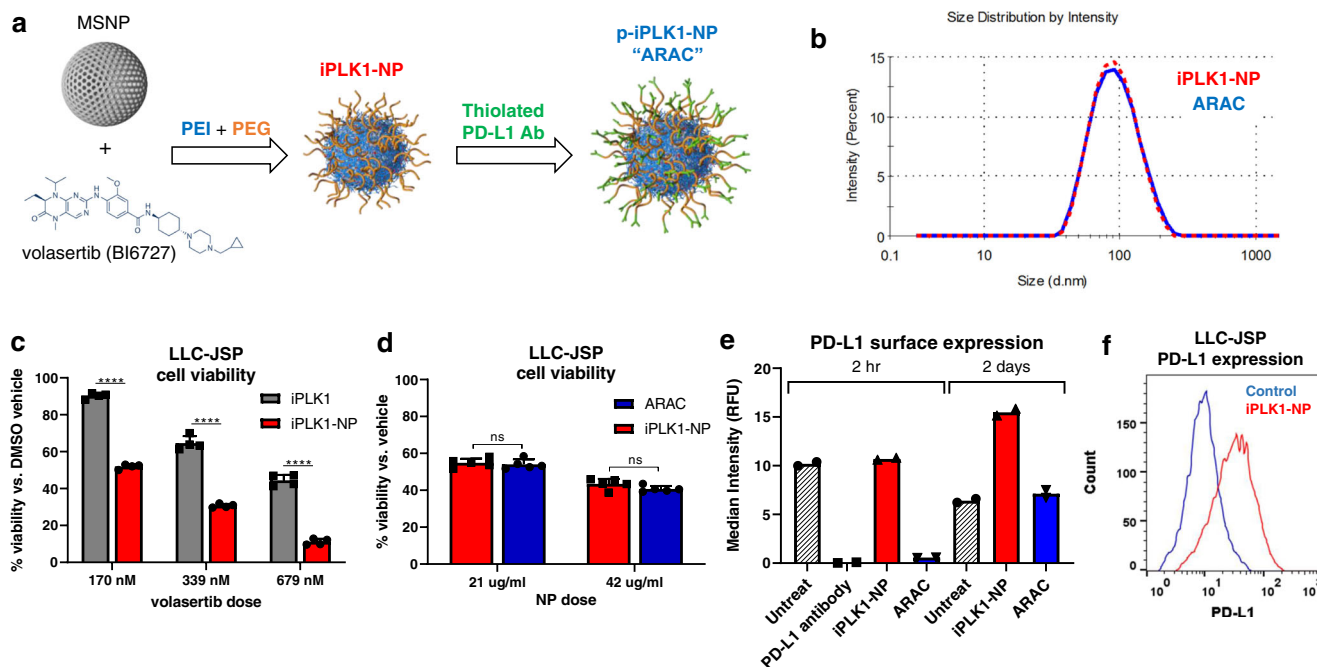 a
MSNP
+
volasertib (BI6727)
PEI + PEG
iPLK1-NP
Thiolated
PD-L1 Ab
p-iPLK1-NP
“ARAC”
b
Size Distribution by Intensity
Intensity (Percent)
15
10
5
0
0.1
10
100
1000
Size (d.nm)
iPLK1-NP
ARAC
c
LLC-JSP
cell viability
% viability vs. DMSO vehicle
100
80
60
40
20
0
****
****
****
iPLK1
iPLK1-NP
170 nM
339 nM
679 nM
volasertib dose
d
LLC-JSP
cell viability
% viability vs. vehicle
100
80
60
40
20
0
ns
ns
ARAC
iPLK1-NP
21 ug/ml
42 ug/ml
NP dose
e
PD-L1 surface expression
2 hr
2 days
Median Intensity (RFU)
20
15
10
5
0
Untreat
PD-L1 antibody
iPLK1-NP
ARAC
Untreat
iPLK1-NP
ARAC
f
LLC-JSP
PD-L1 expression
Control
iPLK1-NP
Count
150
100
50
0
10^0
10^1
10^2
PD-L1